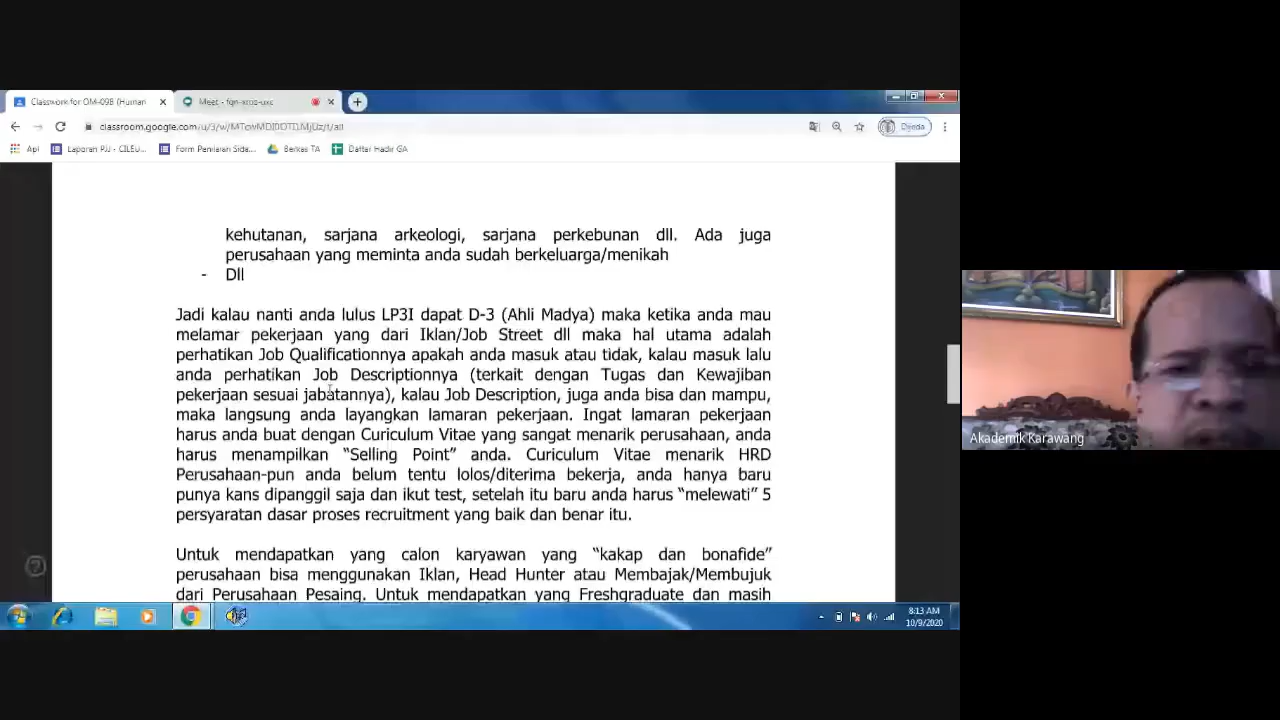 Classwork for OM-098 (Human
Meet -
classroom.google.com
Apl
Laporan PJJ - CILEU...
Form Penilaian Sida...
Berkas TA
Daftar Hadir GA
kehutanan, sarjana arkeologi, sarjana perkebunan dll. Ada juga
perusahaan yang meminta anda sudah berkeluarga/menikah
- Dll
Jadi kalau nanti anda lulus LP3I dapat D-3 (Ahli Madya) maka ketika anda mau
melamar pekerjaan yang dari Iklan/Job Street dll maka hal utama adalah
perhatikan Job Qualificationnya apakah anda masuk atau tidak, kalau masuk lalu
anda perhatikan Job Descriptionnya (terkait dengan Tugas dan Kewajiban
pekerjaan sesuai jabatannya), kalau Job Description, juga anda bisa dan mampu,
maka langsung anda layangkan lamaran pekerjaan. Ingat lamaran pekerjaan
harus anda buat dengan Curiculum Vitae yang sangat menarik perusahaan, anda
harus menampilkan “Selling Point” anda. Curiculum Vitae menarik HRD
Perusahaan-pun anda belum tentu lolos/diterima bekerja, anda hanya baru
punya kans dipanggil saja dan ikut test, setelah itu baru anda harus “melewati” 5
persyaratan dasar proses recruitment yang baik dan benar itu.
Untuk mendapatkan yang calon karyawan yang “kakap dan bonafide”
perusahaan bisa menggunakan Iklan, Head Hunter atau Membajak/Membujuk
dari Perusahaan Pesaing. Untuk mendapatkan yang Freshgraduate dan masih
Akademik Karawang
8:13 AM
10/9/2020